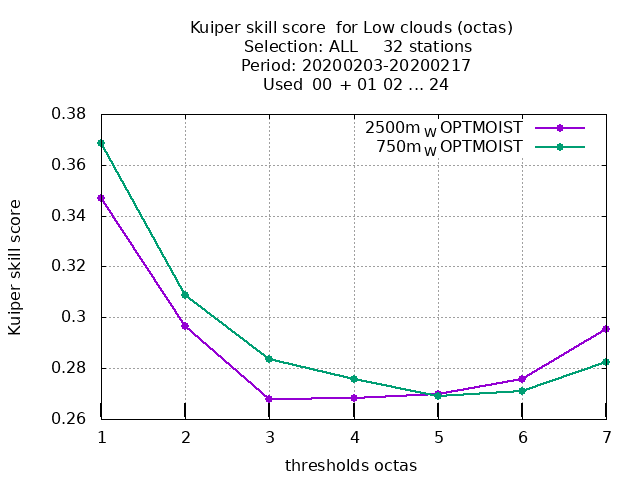 Kuiper skill score  for Low clouds (octas)
Selection: ALL     32 stations
Period: 20200203-20200217
Used  00 + 01 02 ... 24
2500m W OPTMOIST
750m W OPTMOIST
Kuiper skill score
0.38
0.36
0.34
0.32
0.3
0.28
0.26
1 2 3 4 5 6 7
thresholds octas